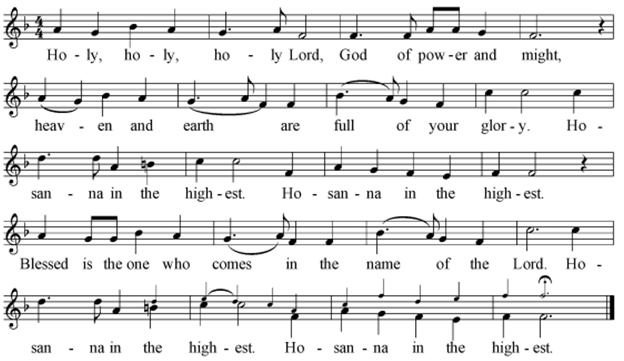 Ho - ly, ho - ly, ho - ly Lord, God of pow - er and might,
heav - en and earth are full of your glor - y. Ho -
san - na in the high - est. Ho - san - na in the high - est.
Blessed is the one who comes in the name of the Lord. Ho -
san - na in the high - est. Ho - san - na in the high - est.